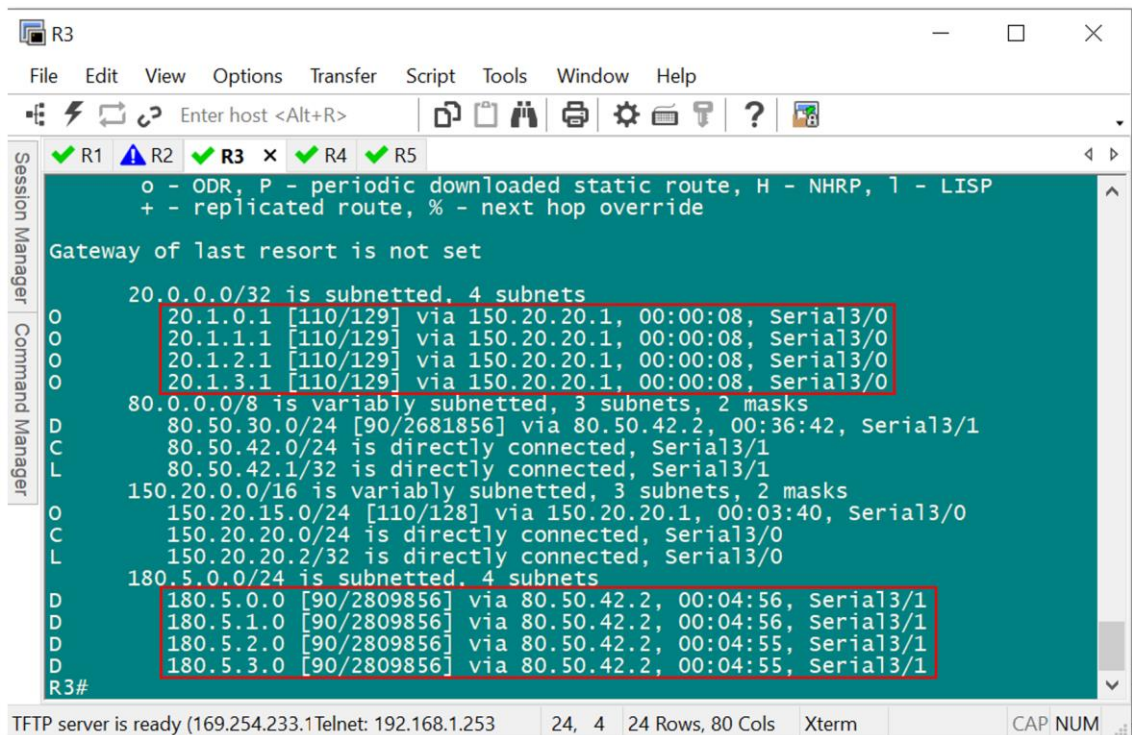 R3
File Edit View Options Transfer Script Tools Window Help
Enter host <Alt+R>
R1 R2 R3 R4 R5
Session Manager
Command Manager
o - ODR, P - periodic downloaded static route, H - NHRP, l - LISP
+ - replicated route, % - next hop override
Gateway of last resort is not set
20.0.0.0/32 is subnetted, 4 subnets
O 20.1.0.1 [110/129] via 150.20.20.1, 00:00:08, Serial3/0
O 20.1.1.1 [110/129] via 150.20.20.1, 00:00:08, Serial3/0
O 20.1.2.1 [110/129] via 150.20.20.1, 00:00:08, Serial3/0
O 20.1.3.1 [110/129] via 150.20.20.1, 00:00:08, Serial3/0
80.0.0.0/8 is variably subnetted, 3 subnets, 2 masks
D 80.50.30.0/24 [90/2681856] via 80.50.42.2, 00:36:42, Serial3/1
C 80.50.42.0/24 is directly connected, Serial3/1
L 80.50.42.1/32 is directly connected, Serial3/1
150.20.0.0/16 is variably subnetted, 3 subnets, 2 masks
O 150.20.15.0/24 [110/128] via 150.20.20.1, 00:03:40, Serial3/0
C 150.20.20.0/24 is directly connected, Serial3/0
L 150.20.20.2/32 is directly connected, Serial3/0
180.5.0.0/24 is subnetted, 4 subnets
D 180.5.0.0 [90/2809856] via 80.50.42.2, 00:04:56, Serial3/1
D 180.5.1.0 [90/2809856] via 80.50.42.2, 00:04:56, Serial3/1
D 180.5.2.0 [90/2809856] via 80.50.42.2, 00:04:55, Serial3/1
D 180.5.3.0 [90/2809856] via 80.50.42.2, 00:04:55, Serial3/1
R3#
TFTP server is ready (169.254.233.1 Telnet: 192.168.1.253 24, 4 24 Rows, 80 Cols Xterm CAP NUM